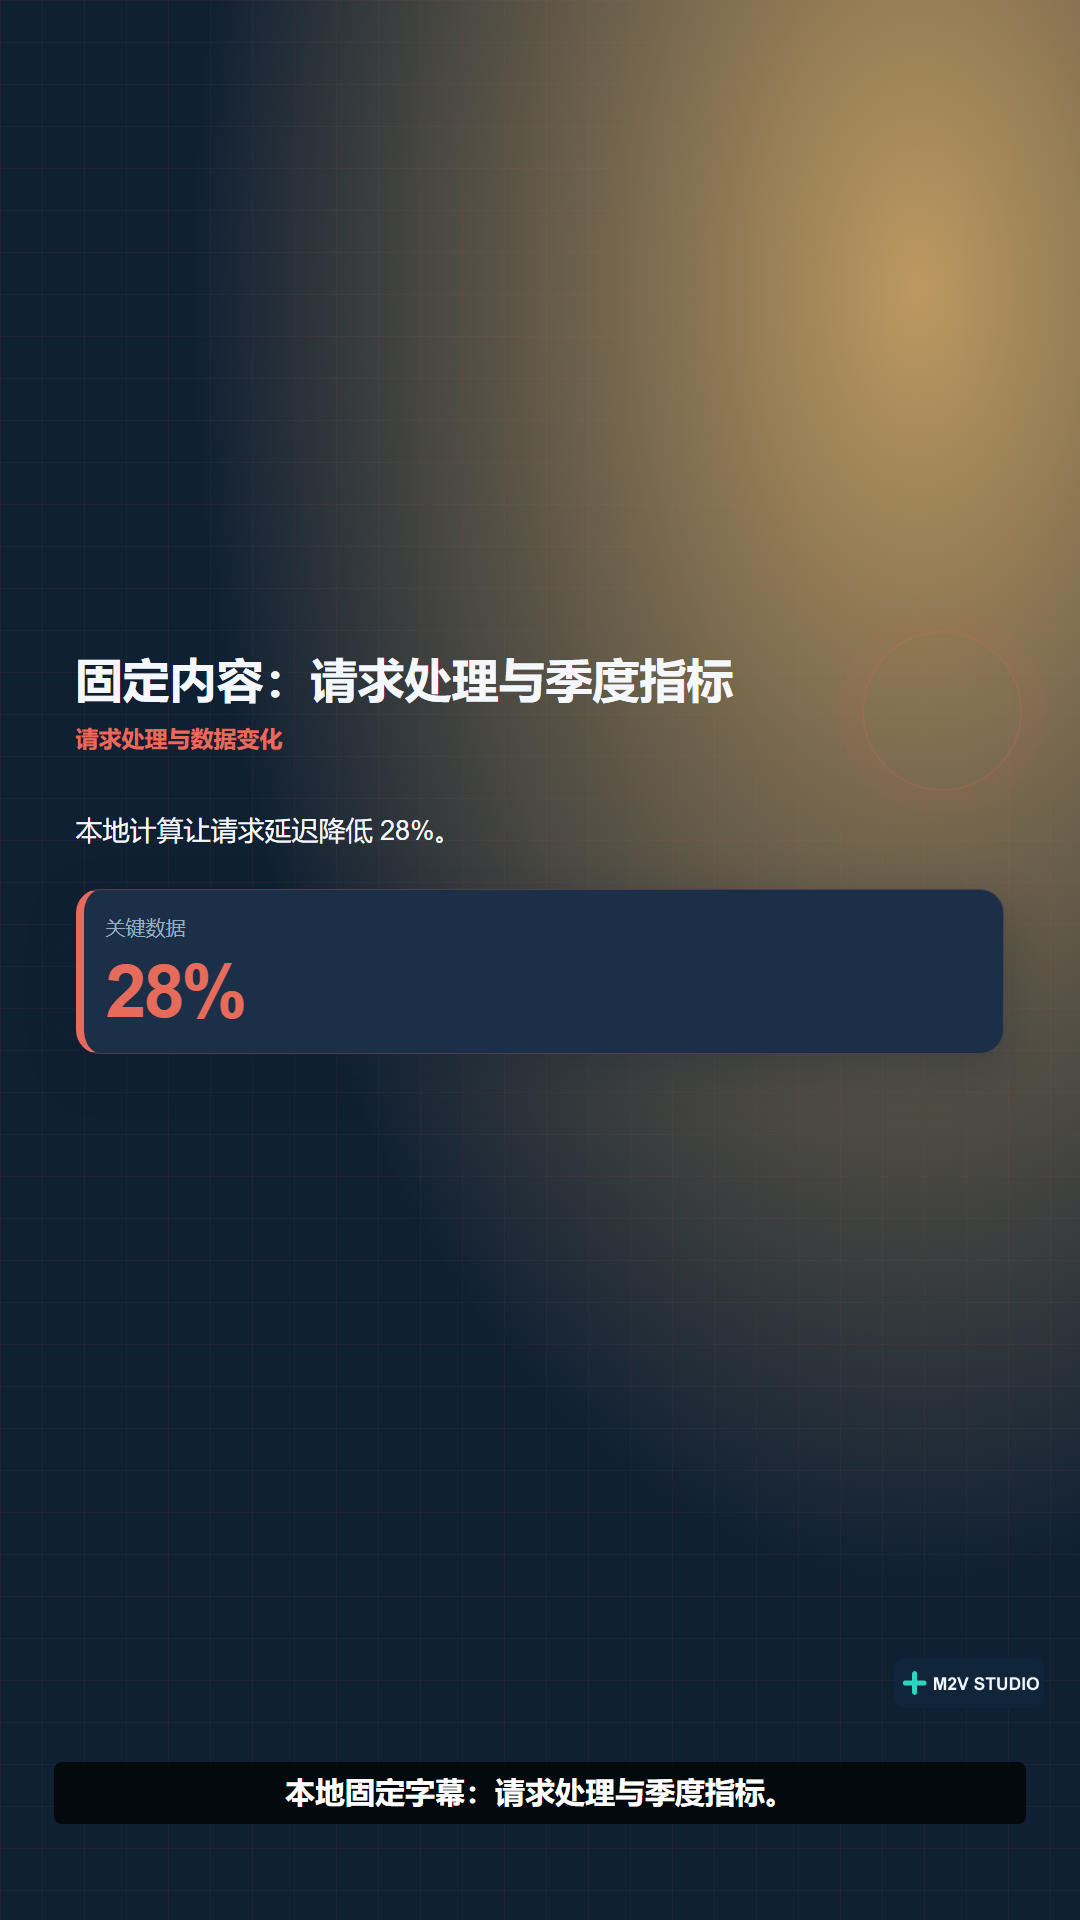 固定内容：请求处理与季度指标
请求处理与数据变化
本地计算让请求延迟降低 28%。
关键数据
28%
M2V STUDIO
本地固定字幕：请求处理与季度指标。